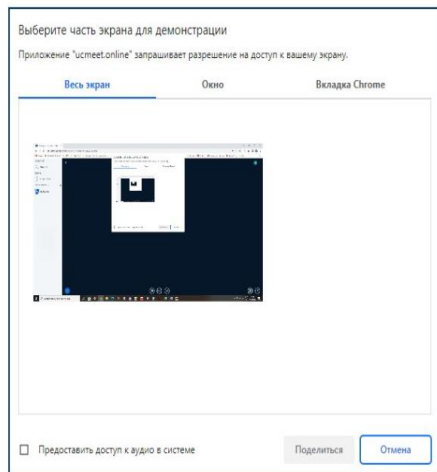 Выберите часть экрана для демонстрации
Приложение "ucmeet.online" запрашивает разрешение на доступ к вашему экрану.
Весь экран Окно Вкладка Chrome
Предоставить доступ к аудио в системе Поделиться Отмена